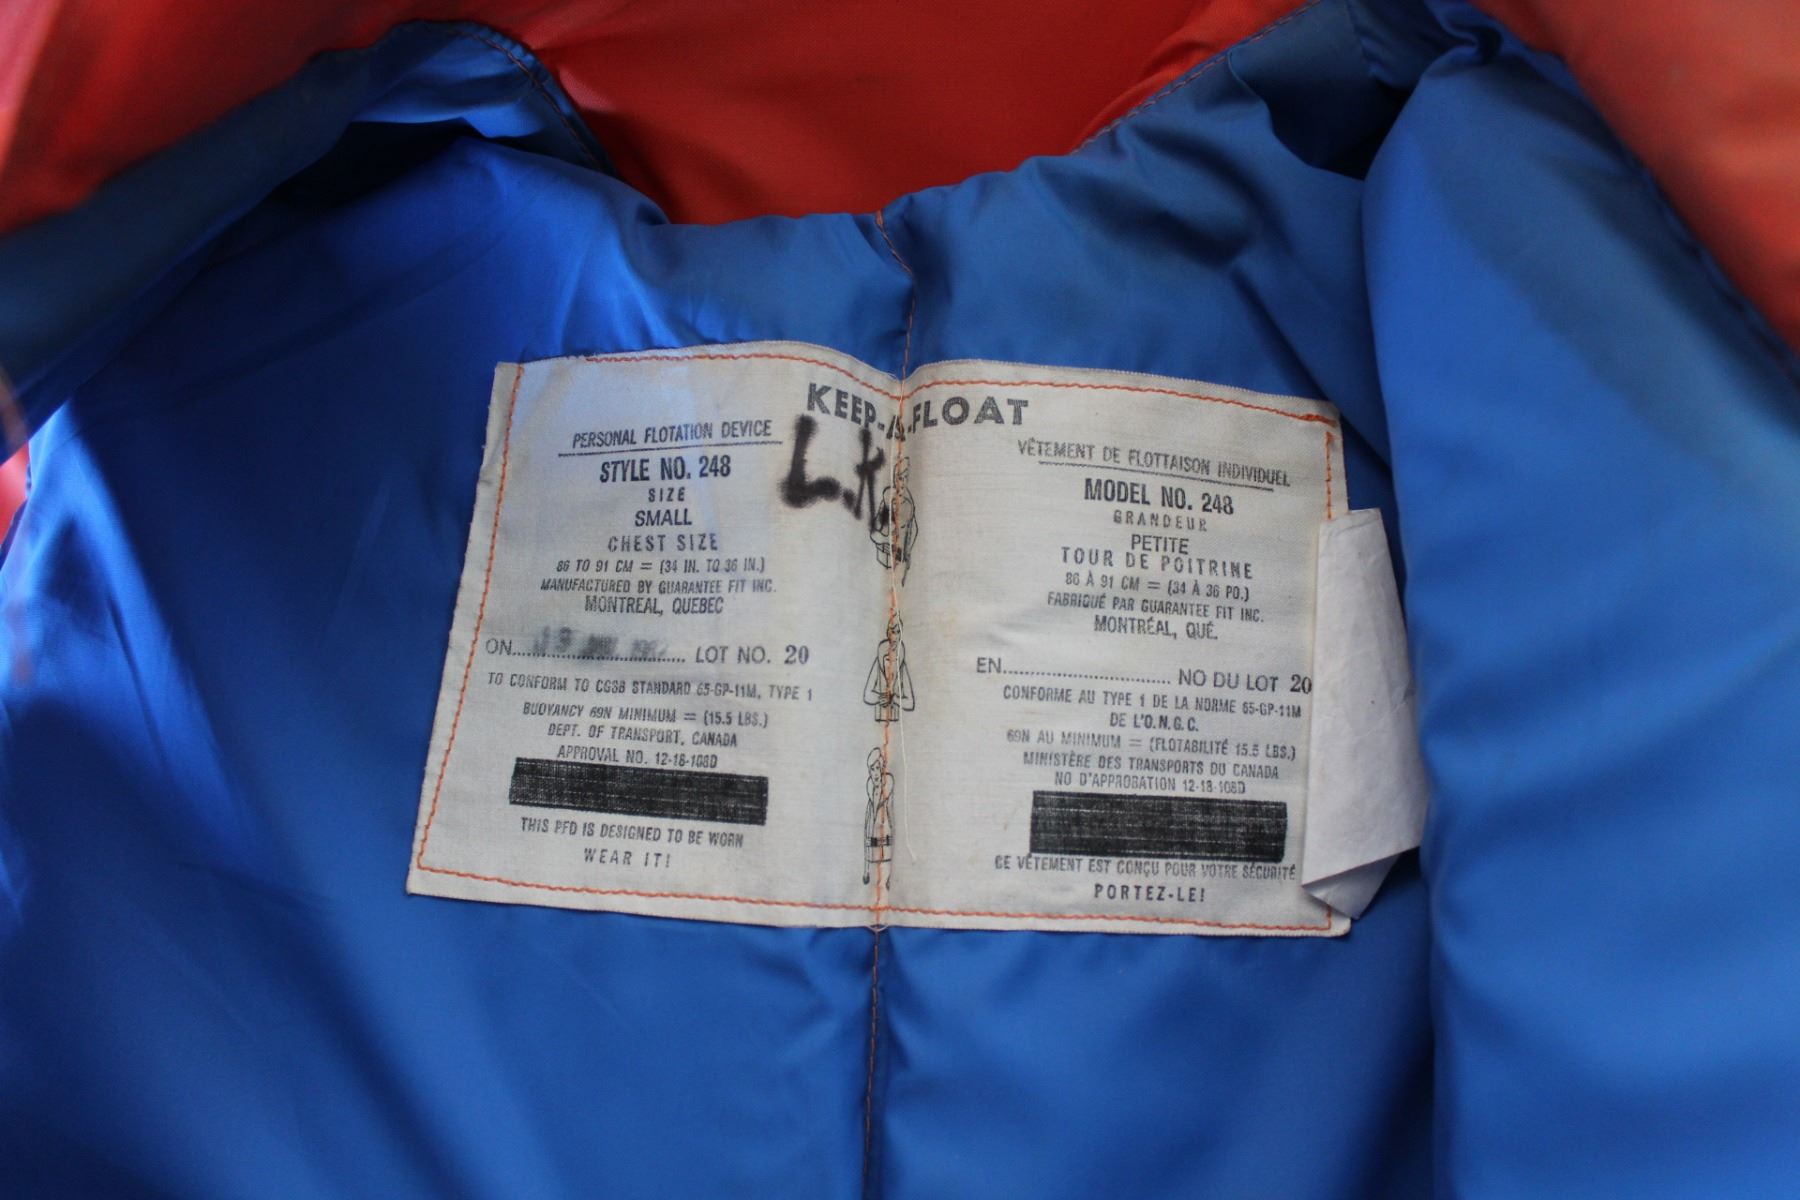 KEEP-A-FLOAT
L.K
PERSONAL FLOTATION DEVICE
STYLE NO. 248
SIZE
SMALL
CHEST SIZE
86 TO 91 CM = (34 IN. TO 36 IN.)
MANUFACTURED BY GUARANTEE FIT INC.
MONTREAL, QUEBEC
ON.................. LOT NO. 20
TO CONFORM TO CGSB STANDARD 65-GP-11M, TYPE 1
BUOYANCY 69N MINIMUM = (15.5 LBS.)
DEPT. OF TRANSPORT, CANADA
APPROVAL NO. 12-18-108D
THIS PFD IS DESIGNED TO BE WORN
WEAR IT!
VÊTEMENT DE FLOTTAISON INDIVIDUEL
MODEL NO. 248
GRANDEUR
PETITE
TOUR DE POITRINE
86 À 91 CM = (34 À 36 PO.)
FABRIQUÉ PAR GUARANTEE FIT INC.
MONTRÉAL, QUÉ.
EN.................. NO DU LOT 20
CONFORME AU TYPE 1 DE LA NORME 65-GP-11M
DE L'O.N.G.C.
69N AU MINIMUM = (FLOTABILITÉ 15.5 LBS.)
MINISTÈRE DES TRANSPORTS DU CANADA
NO D'APPROBATION 12-18-108D
CE VÊTEMENT EST CONÇU POUR VOTRE SÉCURITÉ
PORTEZ-LE!